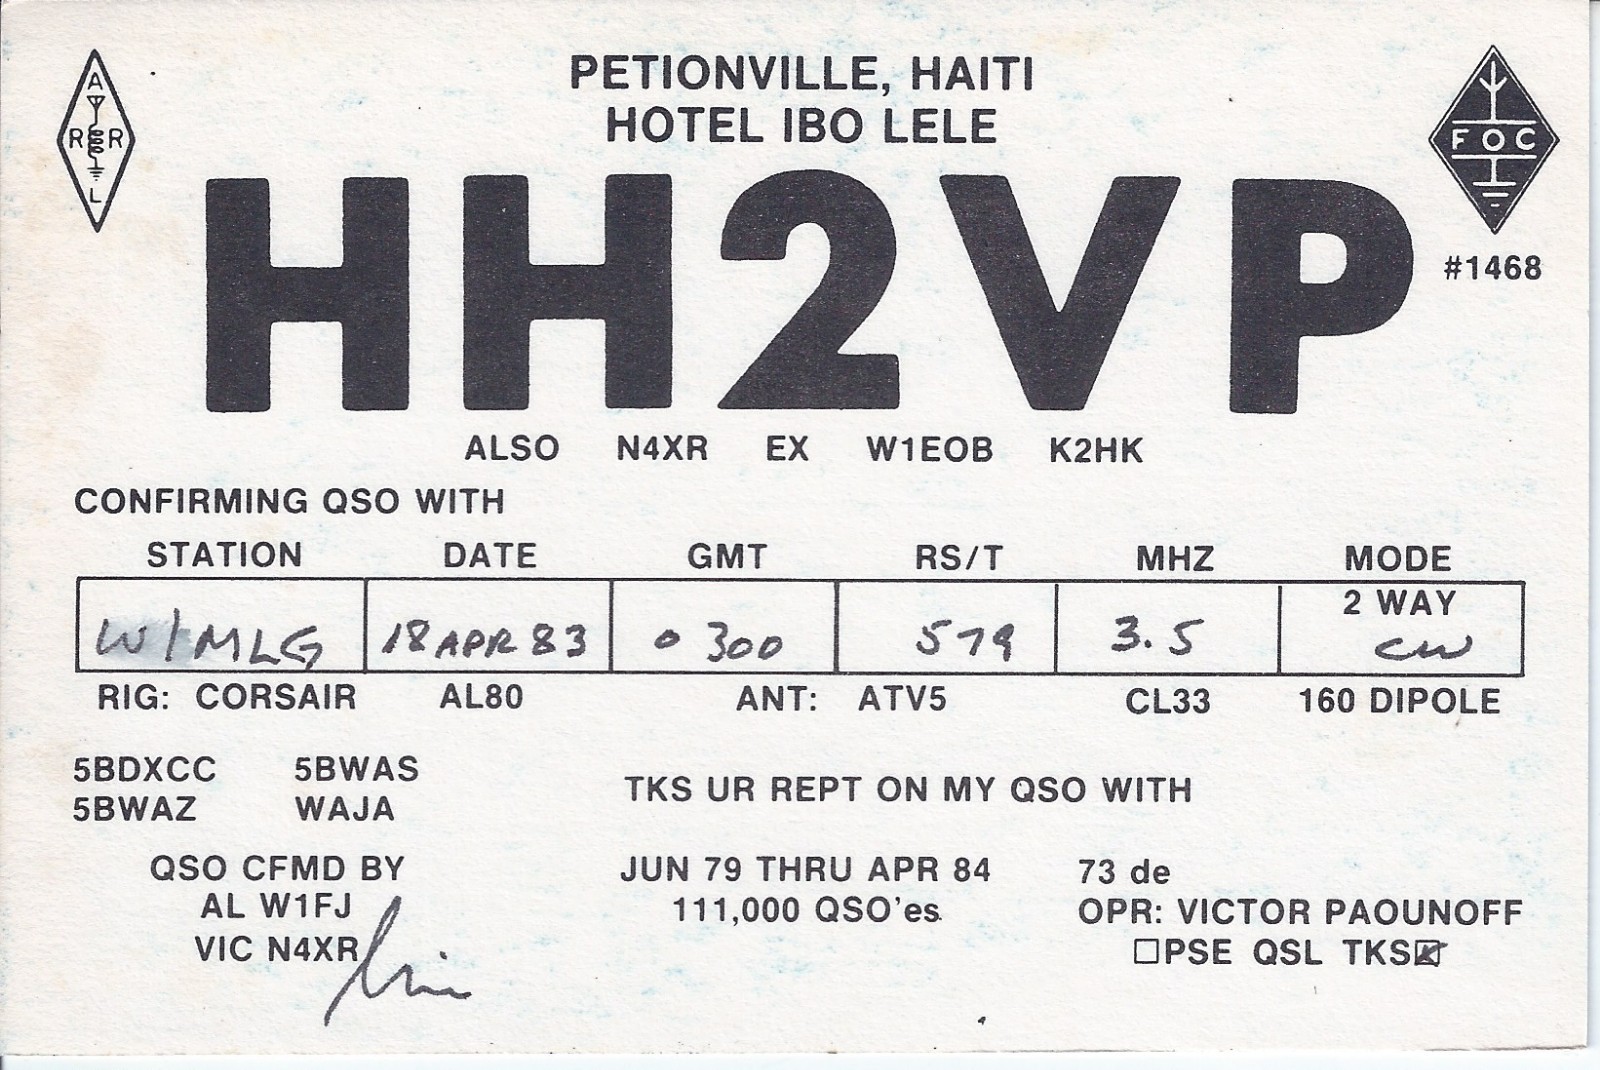 PETIONVILLE, HAITI
HOTEL IBO LELE
A
R R
L
FOC
HH2VP
#1468
ALSO N4XR EX W1EOB K2HK
CONFIRMING QSO WITH
STATION DATE GMT RS/T MHZ MODE
2 WAY
W1MLG 18 APR 83 0300 579 3.5 CW
RIG: CORSAIR AL80 ANT: ATV5 CL33 160 DIPOLE
5BDXCC 5BWAS
5BWAZ WAJA
TKS UR REPT ON MY QSO WITH
QSO CFMD BY JUN 79 THRU APR 84 73 de
AL W1FJ 111,000 QSO'es. OPR: VICTOR PAOUNOFF
VIC N4XR Vic PSE QSL TKS